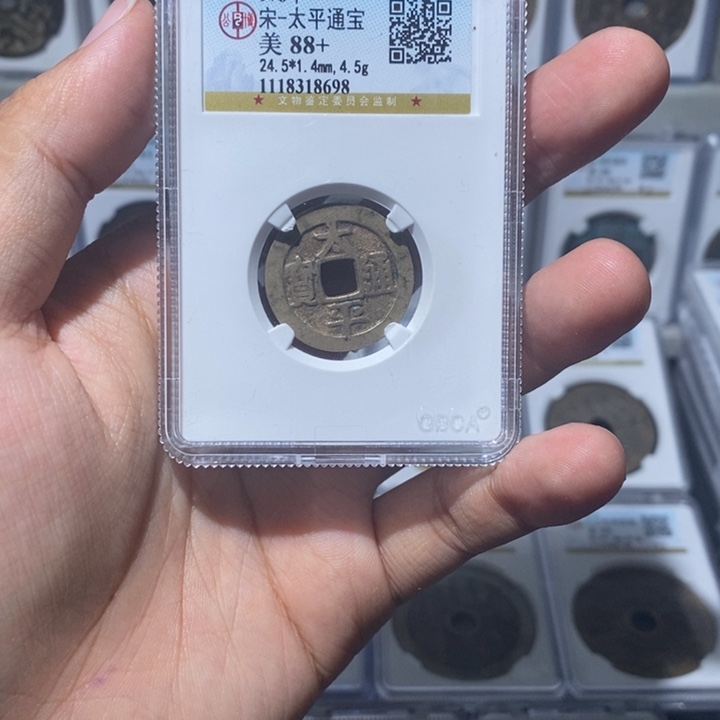 宋-太平通宝
美 88+
24.5*1.4mm, 4.5g
1118318698
★ 文物鉴定委员会监制 ★
太
寶 通
平
GBCA